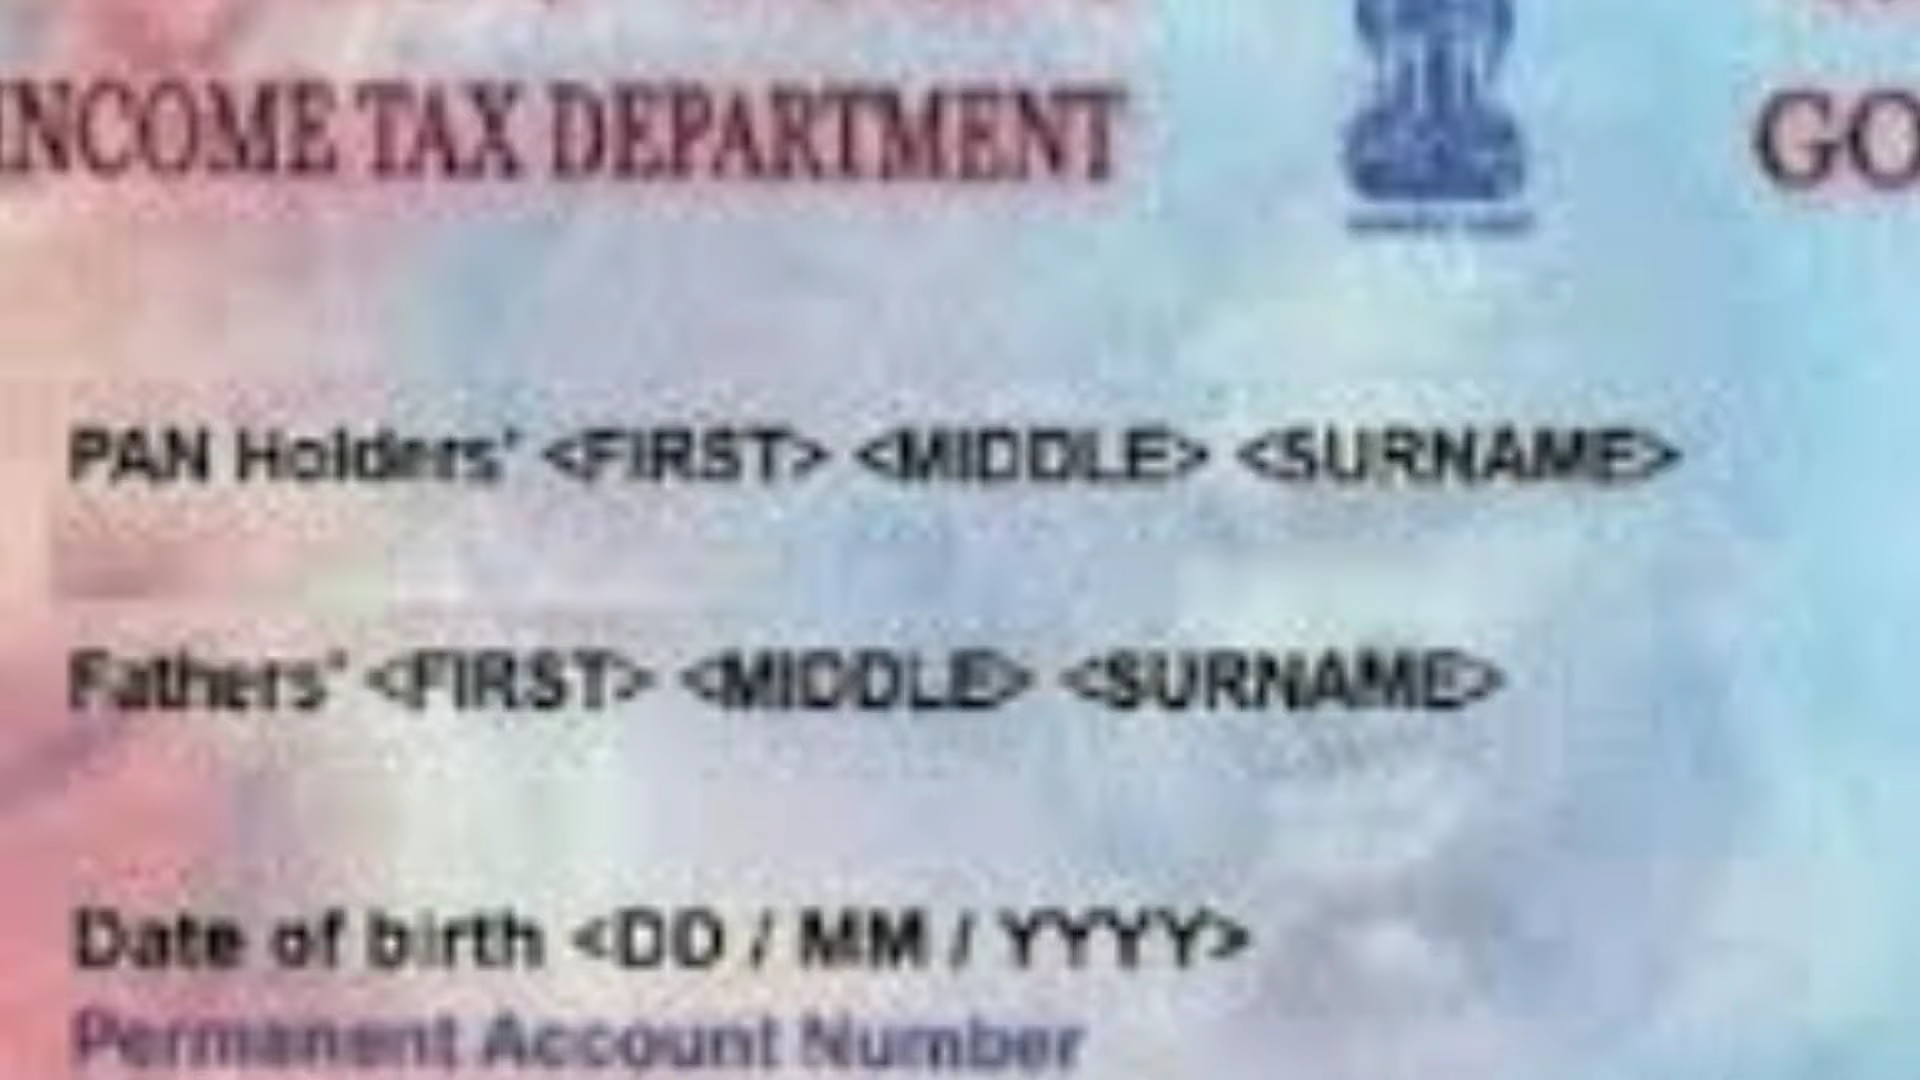 INCOME TAX DEPARTMENT GO
PAN Holders' <FIRST> <MIDDLE> <SURNAME>
Fathers' <FIRST> <MIDDLE> <SURNAME>
Date of birth <DD / MM / YYYY>
Permanent Account Number